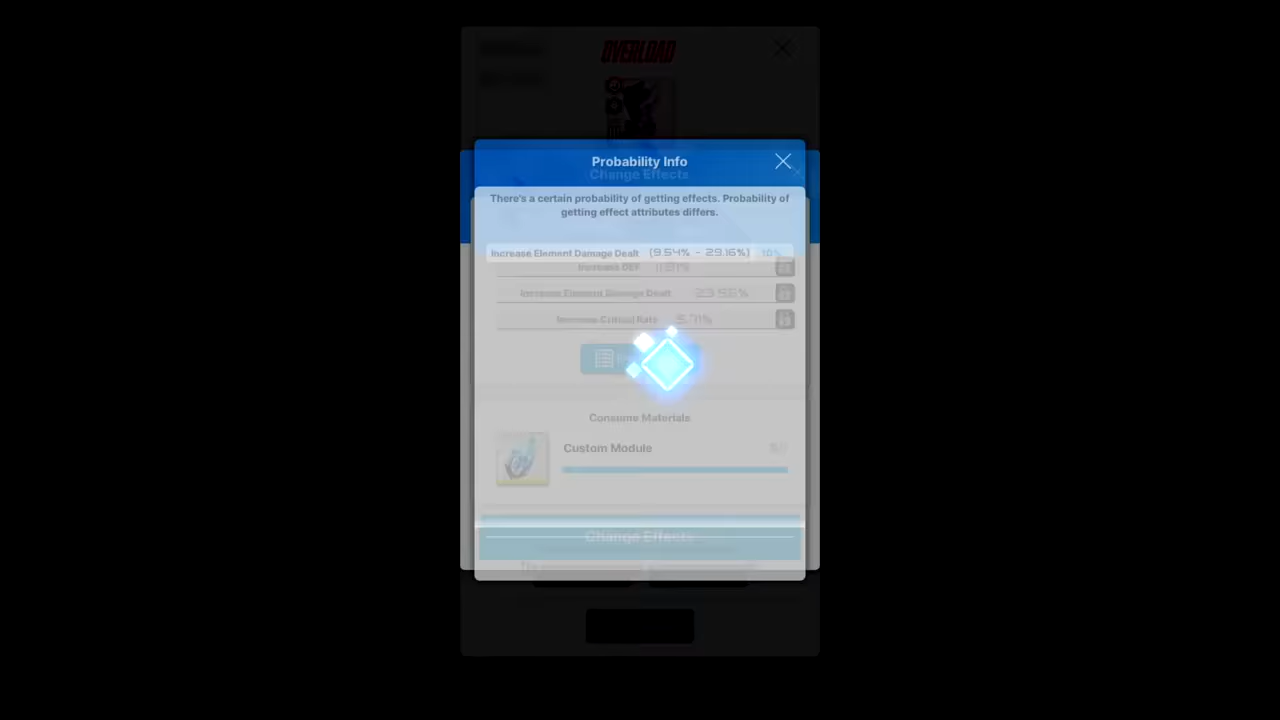 OVERLOAD
Probability Info
Change Effects
There's a certain probability of getting effects. Probability of
getting effect attributes differs.
Increase Element Damage Dealt (9.54% - 29.16%) 10%
Increase DEF
Increase Element Damage Dealt 23.56%
Increase Critical Rate 5.71%
Consume Materials
Custom Module
Change Effects